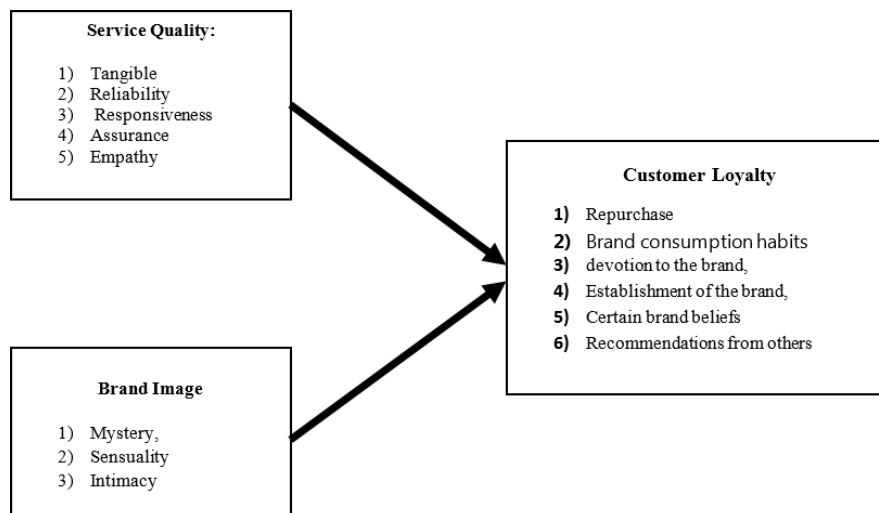 Service Quality:
1) Tangible
2) Reliability
3) Responsiveness
4) Assurance
5) Empathy
Customer Loyalty
1) Repurchase
2) Brand consumption habits
3) devotion to the brand,
4) Establishment of the brand,
5) Certain brand beliefs
6) Recommendations from others
Brand Image
1) Mystery,
2) Sensuality
3) Intimacy